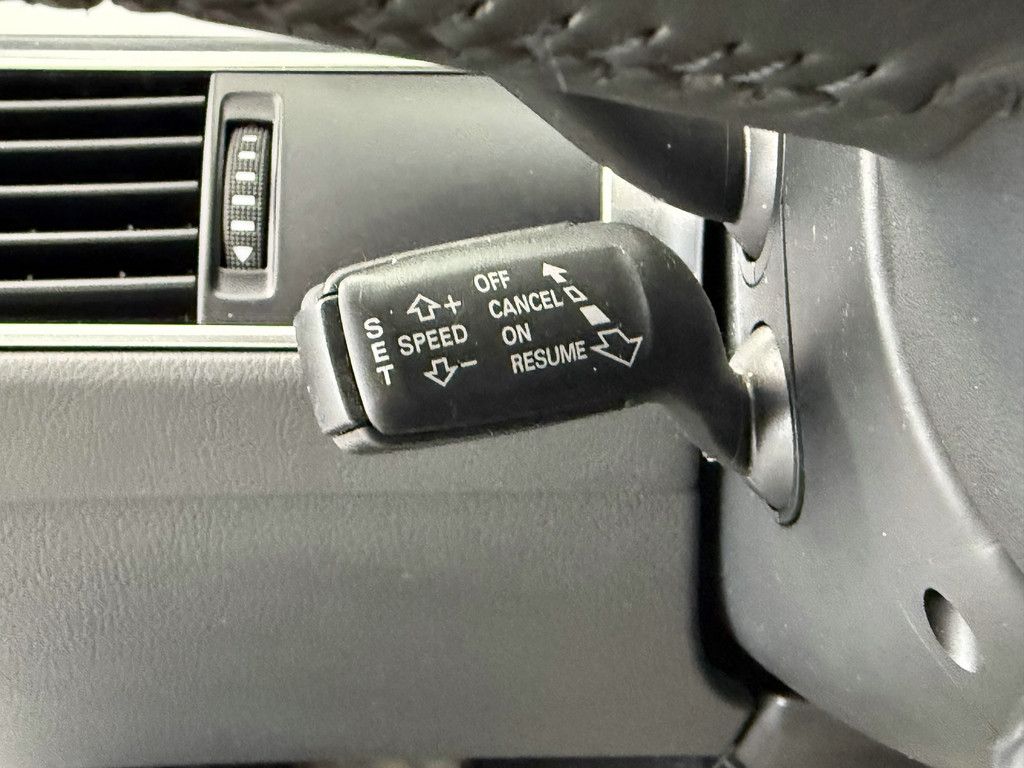 SET
+
SPEED
-
OFF
CANCEL
ON
RESUME